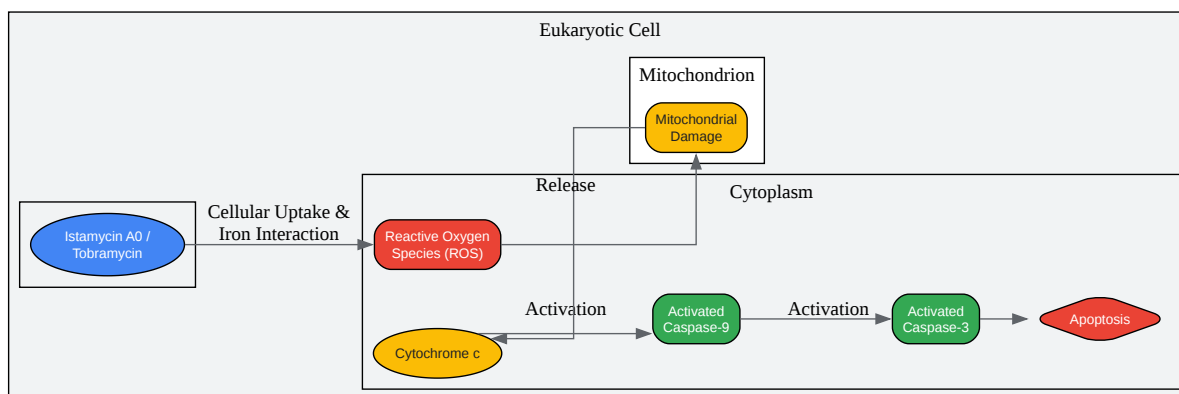 Eukaryotic Cell
Mitochondrion
Mitochondrial
Damage
Release
Cytoplasm
Cellular Uptake &
Iron Interaction
Istamycin A0 /
Tobramycin
Reactive Oxygen
Species (ROS)
Activation
Activated
Caspase-9
Activation
Activated
Caspase-3
Apoptosis
Cytochrome c